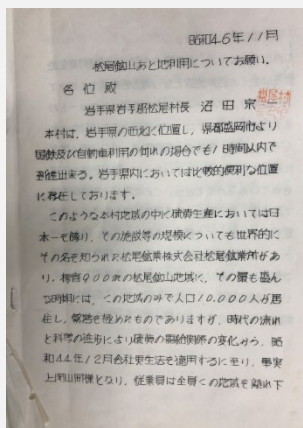 昭和46年11月
松尾鉱山あと地利用についてお願い。
各位殿
岩手県岩手郡松尾村長 沼田宗
本村は、岩手県の西北に位置し、県都盛岡市より
国鉄及び自動車利用の何れの場合でも1時間以内で
到達出来る。岩手県内においては比較的便利な位置
に存在しております。
このような本村地域の中に硫黄生産においては日
本一を誇り、その施設等の規模についても世界的に
その名を知られた松尾鉱業株式会社松尾鉱業所があ
り、標高900米の松尾鉱山地域に、その最も盛ん
な時期には、この地域のみで人口10,000人が居
住し、繁栄を極めたものでありますが、時代の流れ
と科学の進歩により硫黄の需給関係の変化から、昭
和44年12月会社更生法を適用するに至り、事実
上閉山同様となり、従業員は全員この地域を離れ下